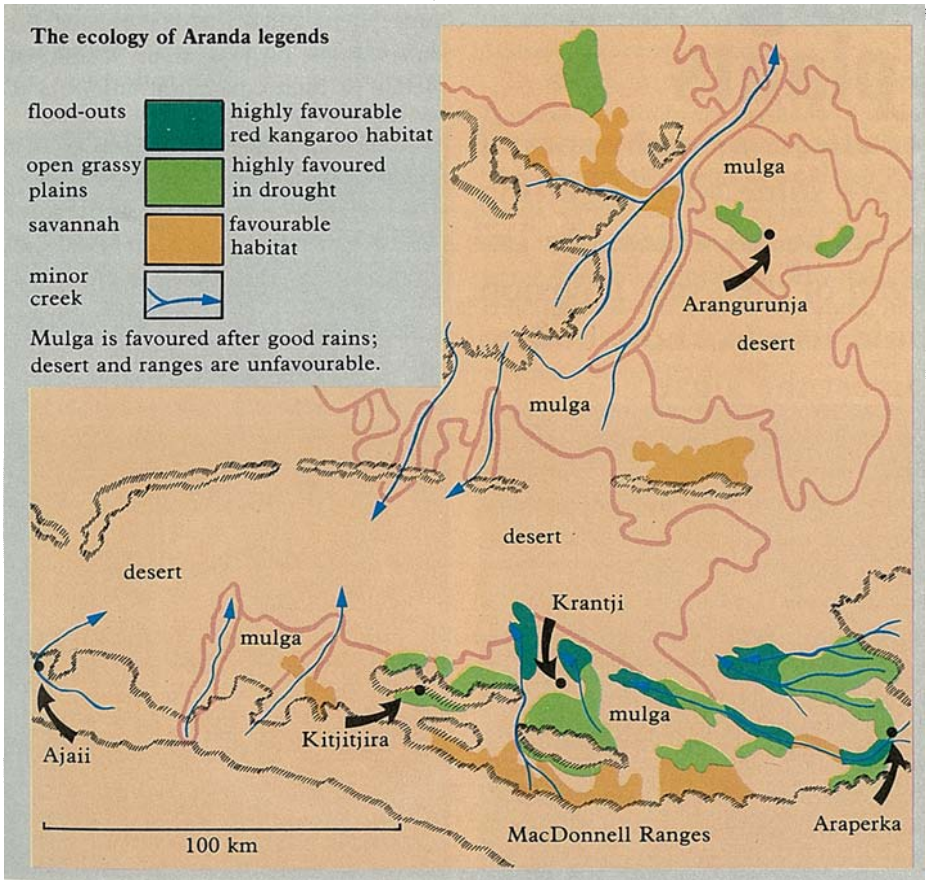 The ecology of Aranda legends
flood-outs
highly favourable
red kangaroo habitat
open grassy
plains
highly favoured
in drought
savannah
favourable
habitat
minor
creek
Mulga is favoured after good rains;
desert and ranges are unfavourable.
mulga
Arangurunja
desert
mulga
desert
desert
Krantji
mulga
mulga
Kitjitjira
Ajaii
Araperka
MacDonnell Ranges
100 km